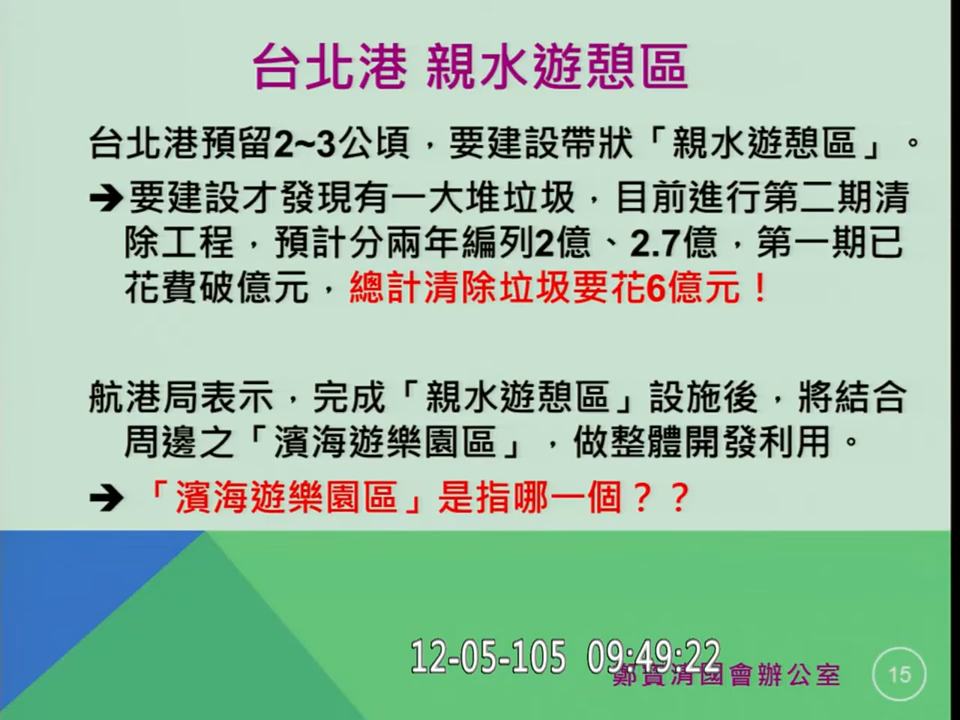 台北港 親水遊憩區
台北港預留2~3公頃，要建設帶狀「親水遊憩區」。
➔要建設才發現有一大堆垃圾，目前進行第二期清
除工程，預計分兩年編列2億、2.7億，第一期已
花費破億元，總計清除垃圾要花6億元！
航港局表示，完成「親水遊憩區」設施後，將結合
周邊之「濱海遊樂園區」，做整體開發利用。
➔「濱海遊樂園區」是指哪一個？？
12-05-105 09:49:22
鄭寶清國會辦公室
15